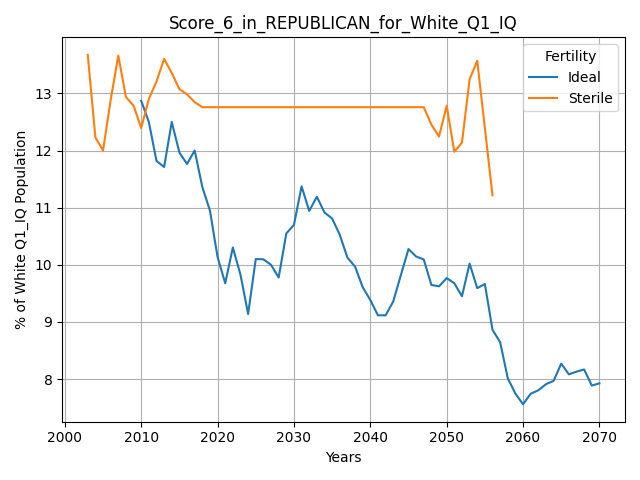 Score_6_in_REPUBLICAN_for_White_Q1_IQ
Fertility
Ideal
Sterile
% of White Q1_IQ Population
13
12
11
10
9
8
2000 2010 2020 2030 2040 2050 2060 2070
Years